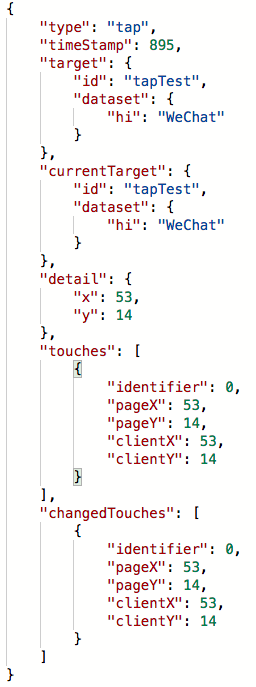 {
"type": "tap",
"timeStamp": 895,
"target": {
"id": "tapTest",
"dataset": {
"hi": "WeChat"
}
},
"currentTarget": {
"id": "tapTest",
"dataset": {
"hi": "WeChat"
}
},
"detail": {
"x": 53,
"y": 14
},
"touches": [
{
"identifier": 0,
"pageX": 53,
"pageY": 14,
"clientX": 53,
"clientY": 14
}
],
"changedTouches": [
{
"identifier": 0,
"pageX": 53,
"pageY": 14,
"clientX": 53,
"clientY": 14
}
]
}